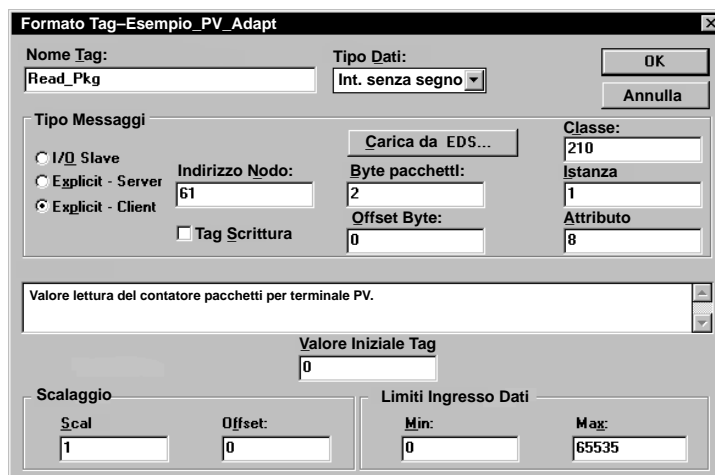 Formato Tag–Esempio_PV_Adapt
Nome Tag:
Read_Pkg
Tipo Dati:
Int. senza segno
OK
Annulla
Tipo Messaggi
I/O Slave
Explicit - Server
Explicit - Client
Indirizzo Nodo:
61
Tag Scrittura
Carica da EDS...
Byte pacchettI:
2
Offset Byte:
0
Classe:
210
Istanza
1
Attributo
8
Valore lettura del contatore pacchetti per terminale PV.
Valore Iniziale Tag
0
Scalaggio
Scal
1
Offset:
0
Limiti Ingresso Dati
Min:
0
Max:
65535